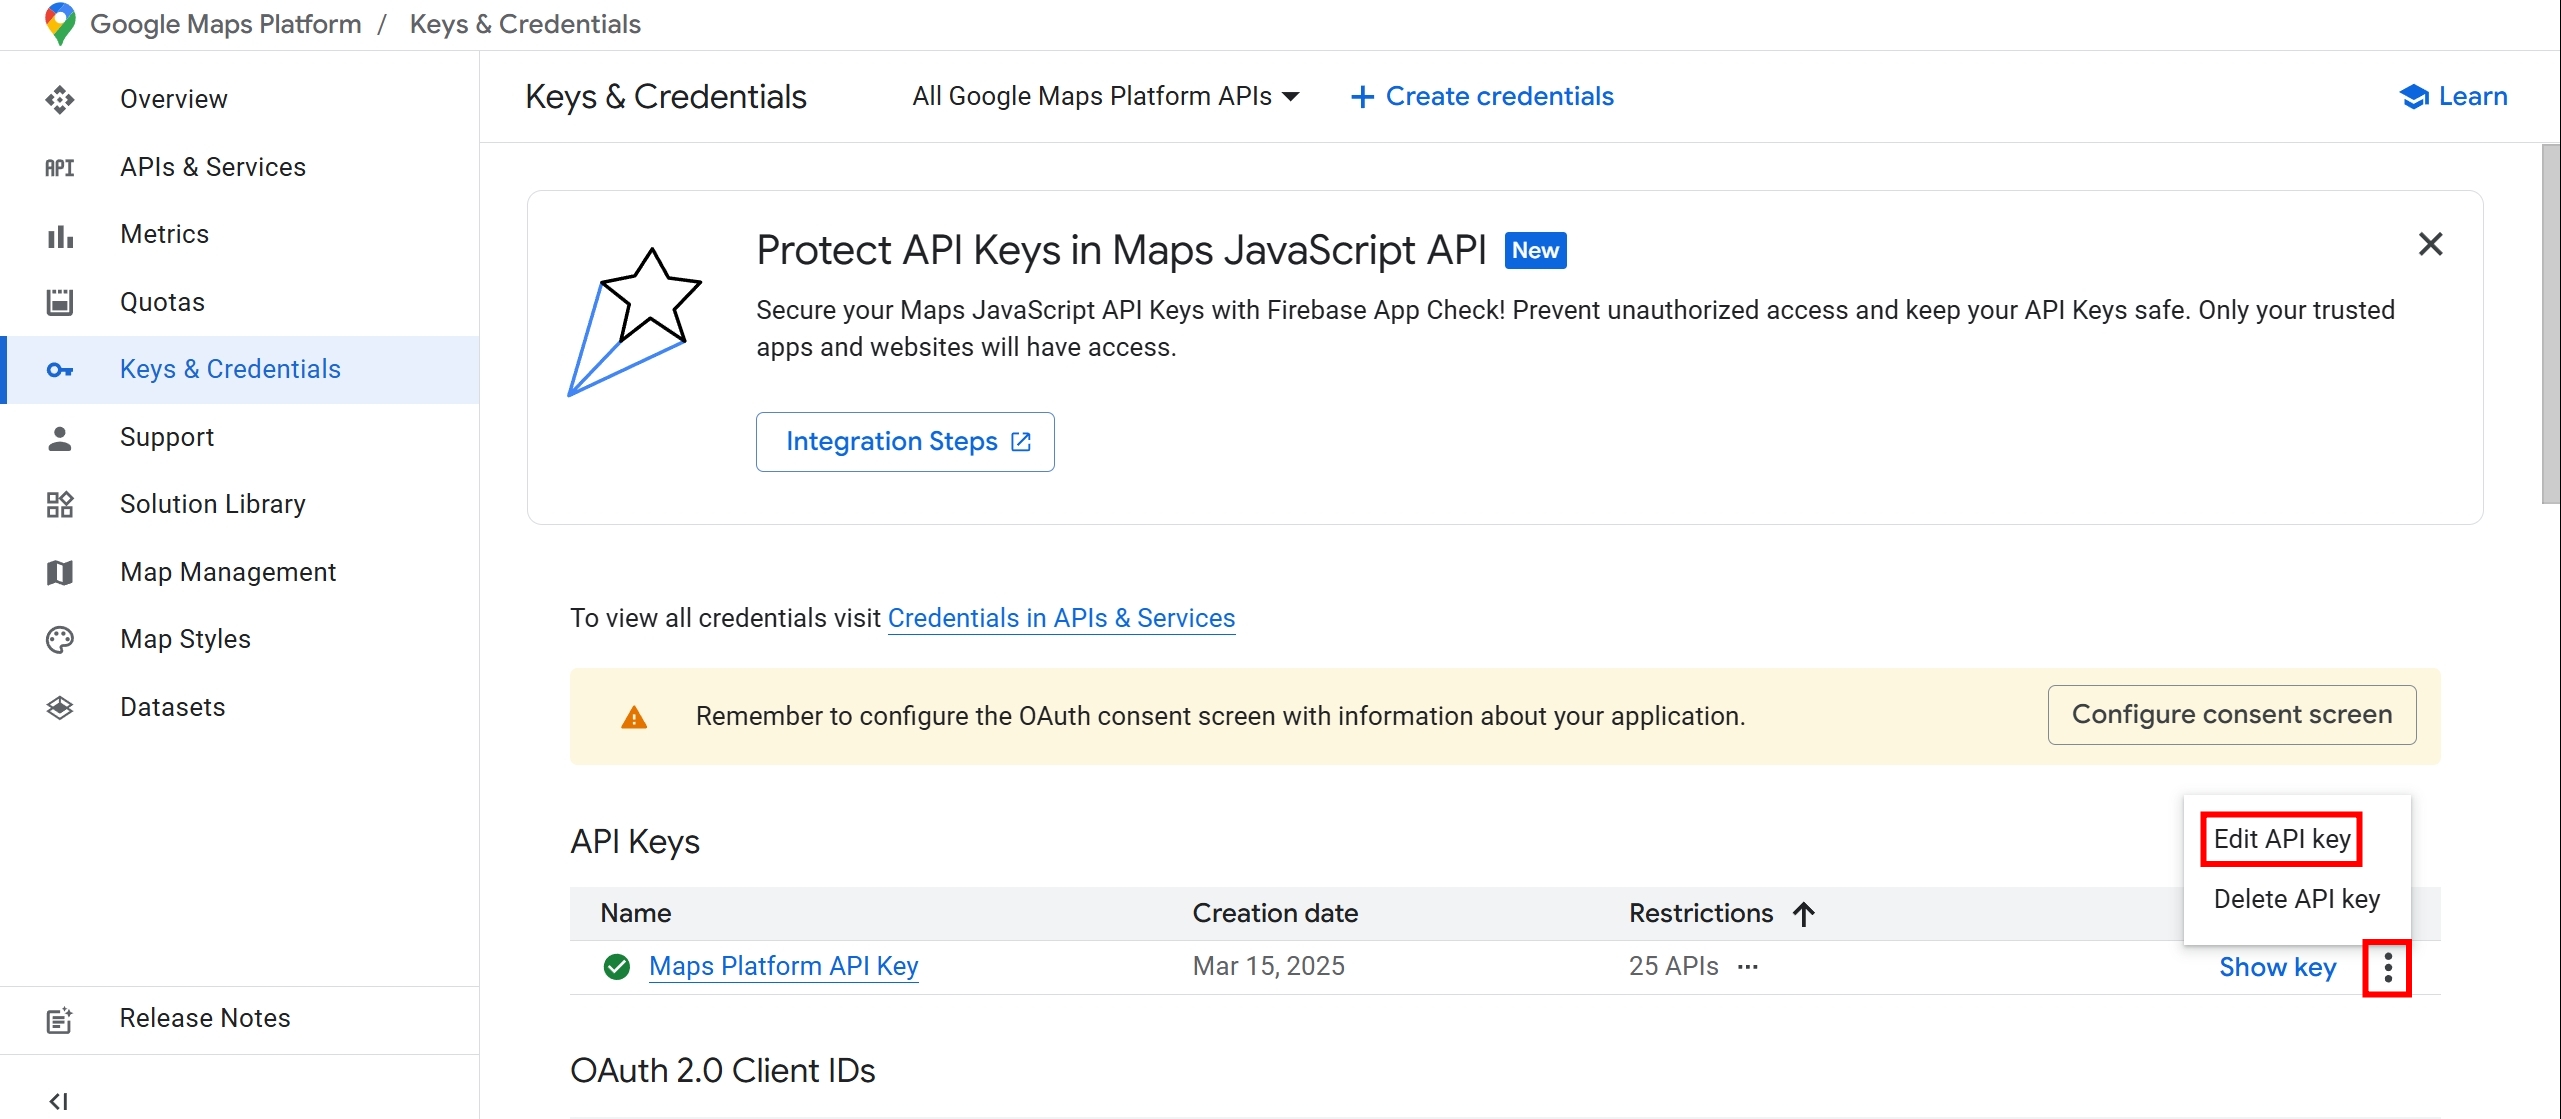 Google Maps Platform / Keys & Credentials
Overview
API APIs & Services
Metrics
Quotas
Keys & Credentials
Support
Solution Library
Map Management
Map Styles
Datasets
Release Notes
Keys & Credentials
All Google Maps Platform APIs
+ Create credentials
Learn
Protect API Keys in Maps JavaScript API New
Secure your Maps JavaScript API Keys with Firebase App Check! Prevent unauthorized access and keep your API Keys safe. Only your trusted
apps and websites will have access.
Integration Steps
To view all credentials visit Credentials in APIs & Services
Remember to configure the OAuth consent screen with information about your application.
Configure consent screen
API Keys
Edit API key
Delete API key
Name Creation date Restrictions
Maps Platform API Key Mar 15, 2025 25 APIs ... Show key
OAuth 2.0 Client IDs